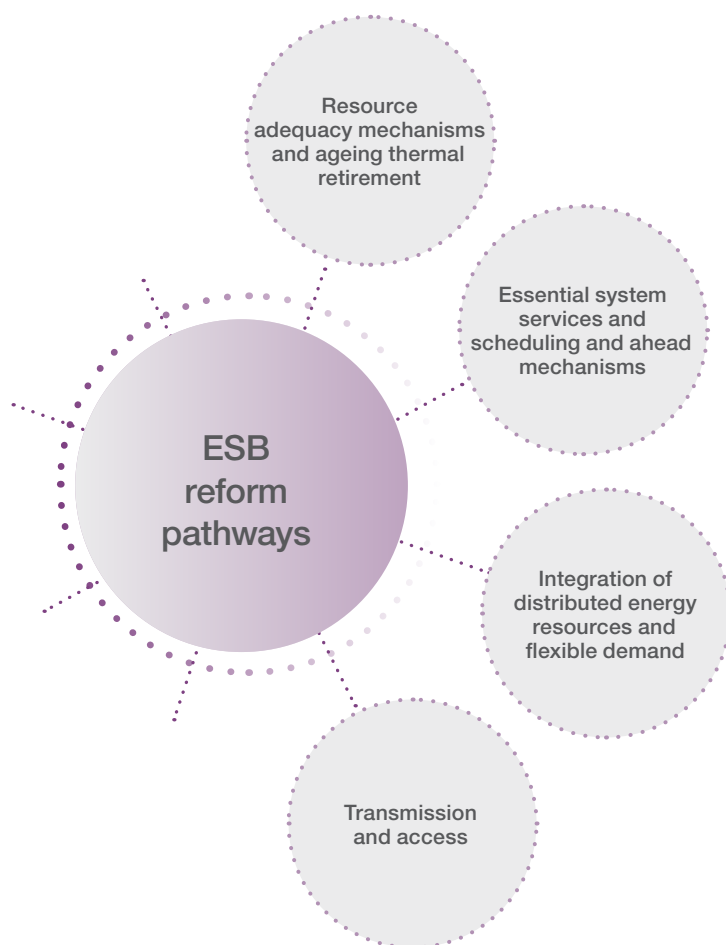 Resource
adequacy mechanisms
and ageing thermal
retirement
Essential system
services and
scheduling and ahead
mechanisms
ESB
reform
pathways
Integration of
distributed energy
resources and
flexible demand
Transmission
and access